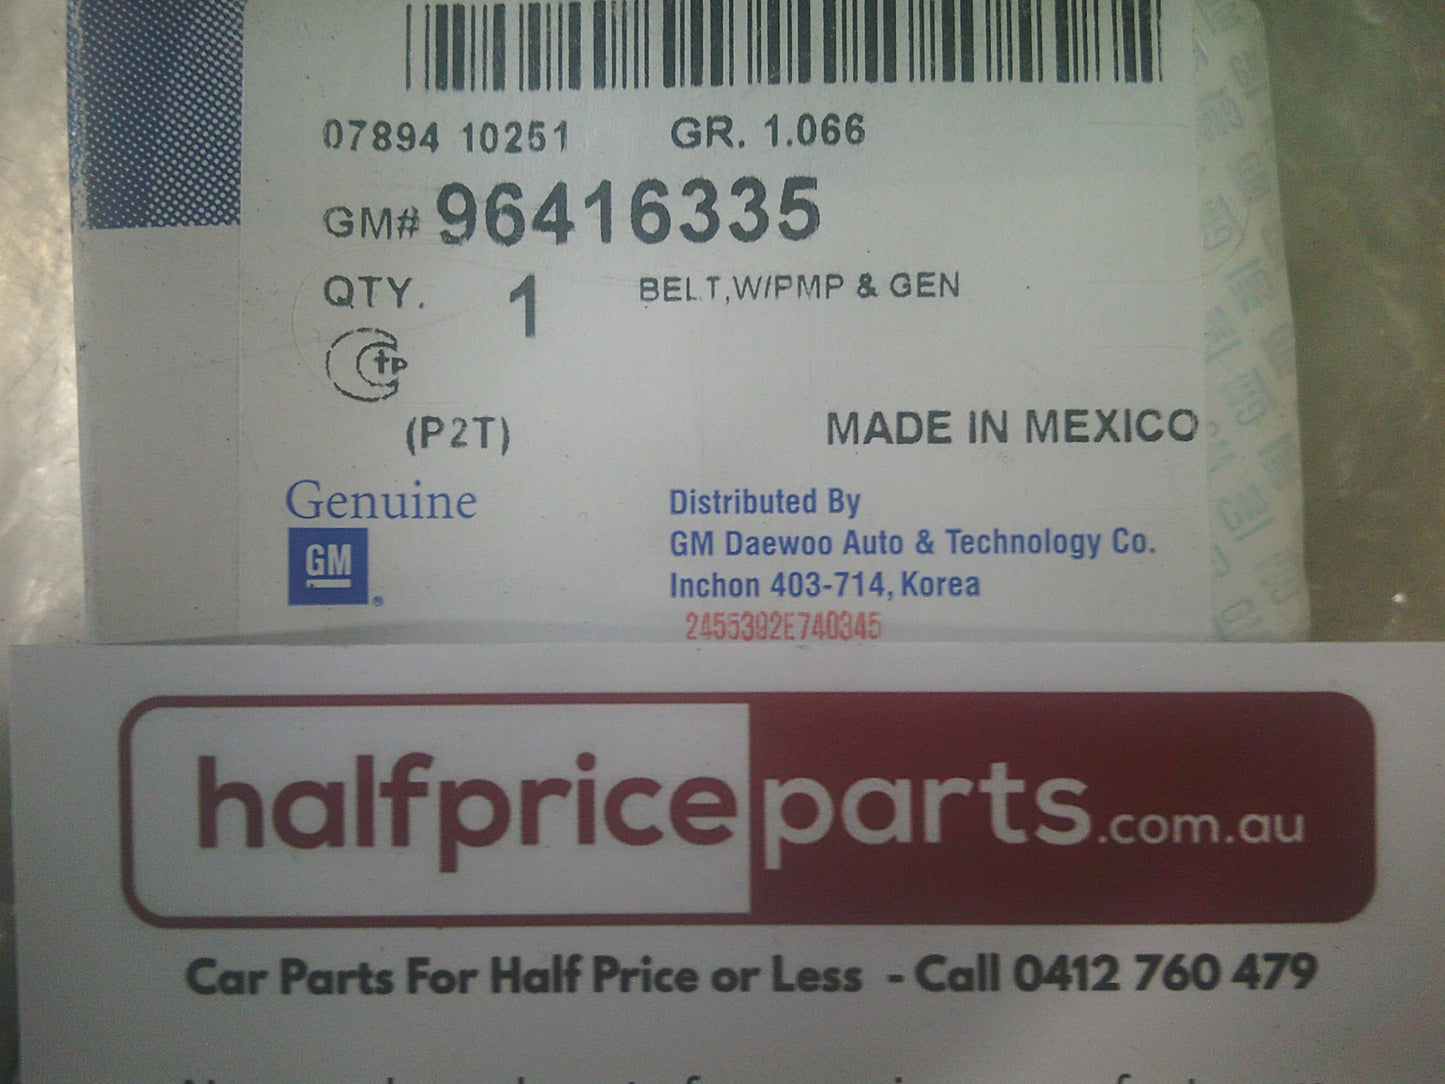 07894 10251 GR. 1.066
GM# 96416335
QTY. 1 BELT,W/PMP & GEN
(P2T)
MADE IN MEXICO
Genuine
GM
Distributed By
GM Daewoo Auto & Technology Co.
Inchon 403-714, Korea
2455392E740345
halfpriceparts.com.au
Car Parts For Half Price or Less - Call 0412 760 479